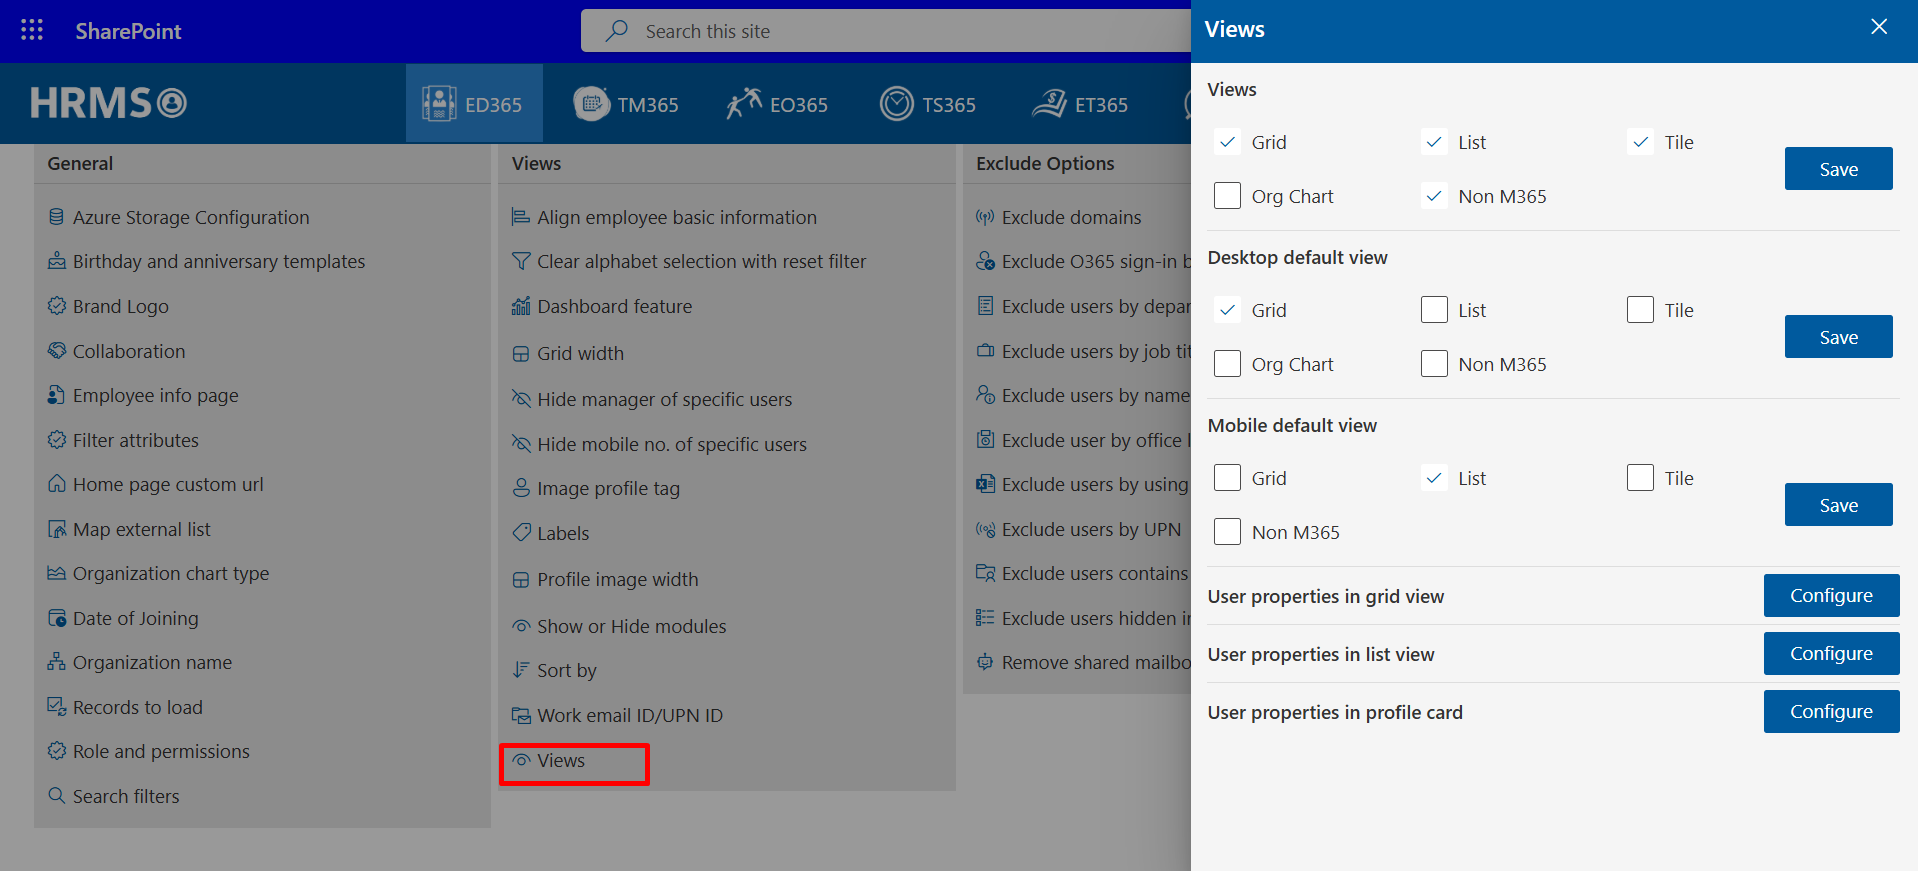 SharePoint
Search this site
HRMS
ED365
TM365
EO365
TS365
ET365
General
Azure Storage Configuration
Birthday and anniversary templates
Brand Logo
Collaboration
Employee info page
Filter attributes
Home page custom url
Map external list
Organization chart type
Date of Joining
Organization name
Records to load
Role and permissions
Search filters
Views
Align employee basic information
Clear alphabet selection with reset filter
Dashboard feature
Grid width
Hide manager of specific users
Hide mobile no. of specific users
Image profile tag
Labels
Profile image width
Show or Hide modules
Sort by
Work email ID/UPN ID
Views
Exclude Options
Exclude domains
Exclude O365 sign-in b
Exclude users by depar
Exclude users by job tit
Exclude users by name
Exclude user by office l
Exclude users by using
Exclude users by UPN
Exclude users contains
Exclude users hidden in
Remove shared mailbo
Views
Views
Grid List Tile
Org Chart Non M365
Save
Desktop default view
Grid List Tile
Org Chart Non M365
Save
Mobile default view
Grid List Tile
Non M365
Save
User properties in grid view Configure
User properties in list view Configure
User properties in profile card Configure